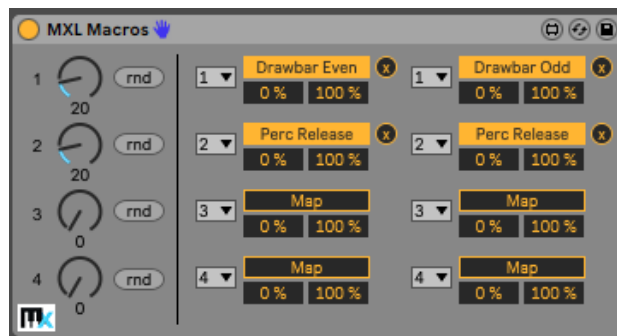 MXL Macros
1 rnd 1 Drawbar Even x 1 Drawbar Odd x
20 0 % 100 % 0 % 100 %
2 rnd 2 Perc Release x 2 Perc Release x
20 0 % 100 % 0 % 100 %
3 rnd 3 Map 3 Map
0 0 % 100 % 0 % 100 %
4 rnd 4 Map 4 Map
0 0 % 100 % 0 % 100 %
mx